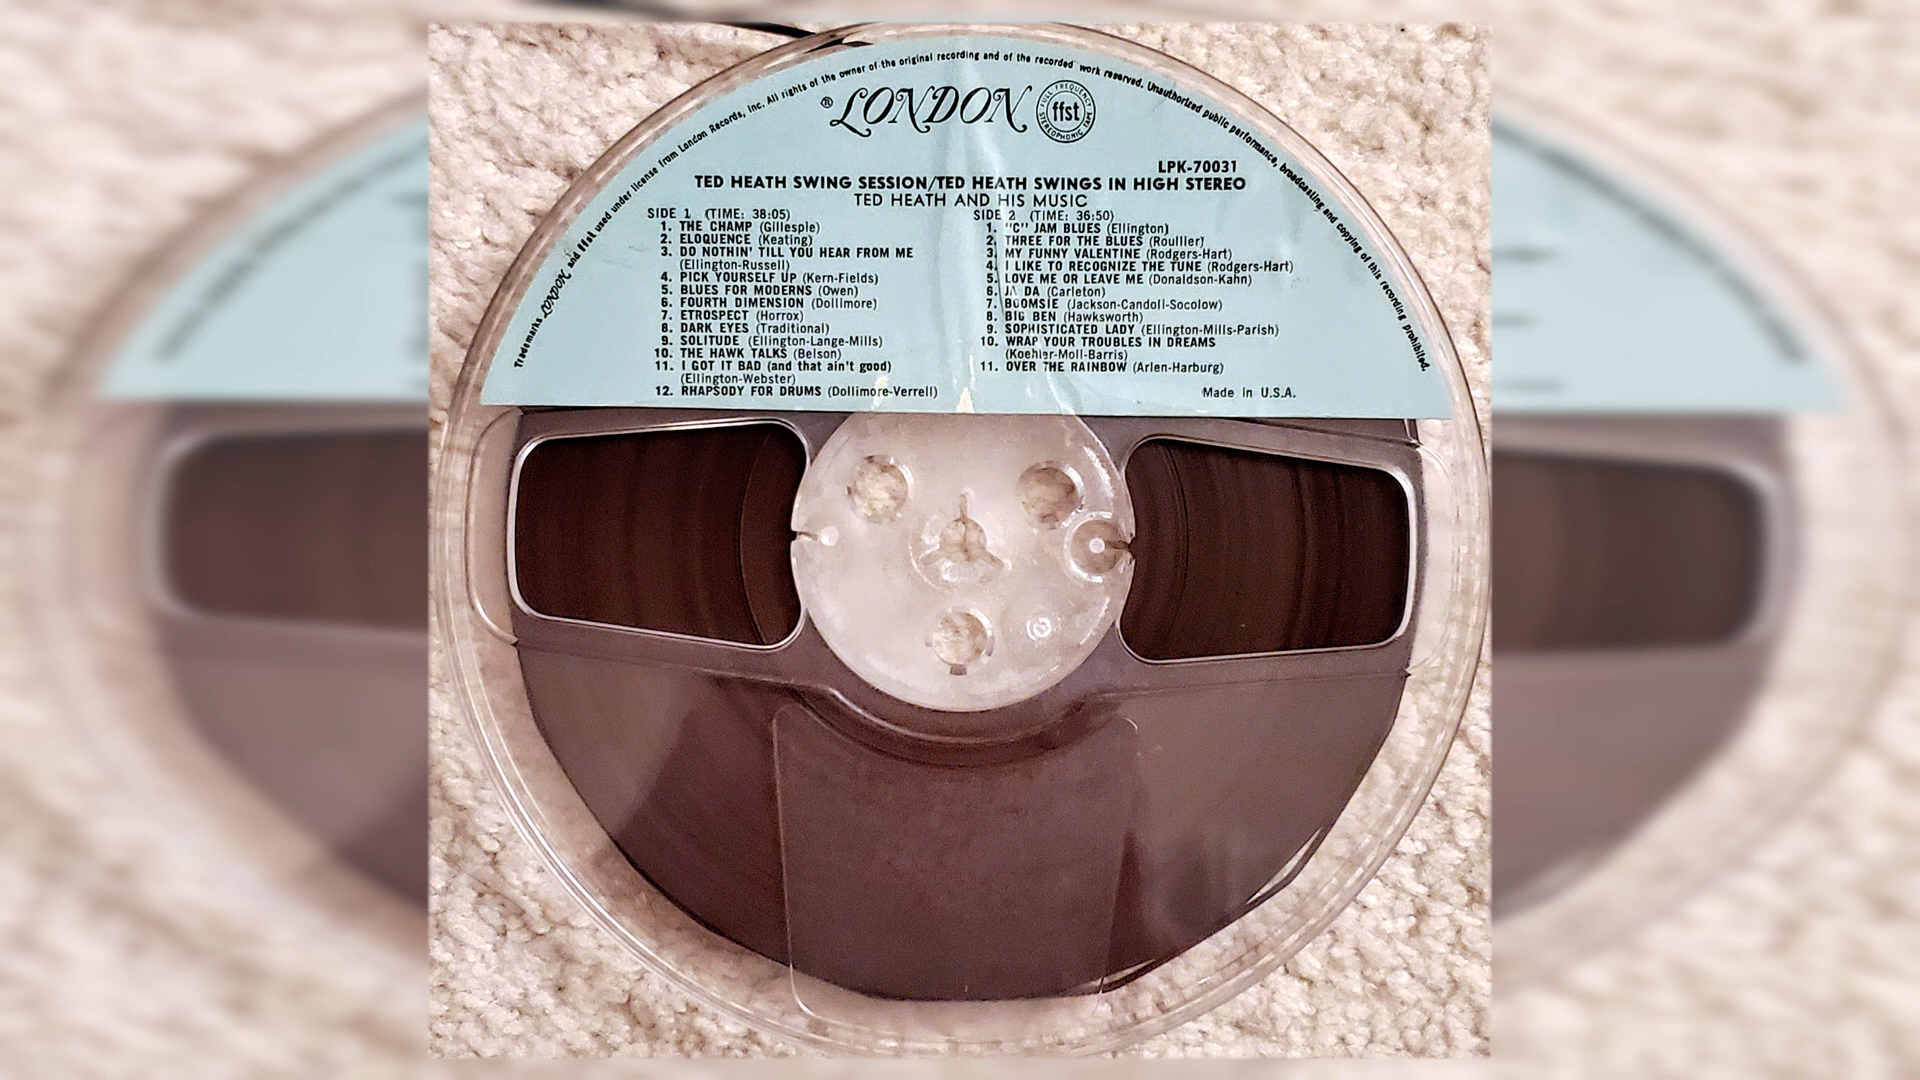 Trademarks LONDON and ffst used under license from London Records, Inc. All rights of the owner of the original recording and of the recorded work reserved. Unauthorized public performance, broadcasting and copying of this recording prohibited.
® LONDON
FULL FREQUENCY
ffst
STEREOPHONIC TAPE
LPK-70031
TED HEATH SWING SESSION/TED HEATH SWINGS IN HIGH STEREO
TED HEATH AND HIS MUSIC
SIDE 1 (TIME: 38:05)
1. THE CHAMP (Gillespie)
2. ELOQUENCE (Keating)
3. DO NOTHIN' TILL YOU HEAR FROM ME
(Ellington-Russell)
4. PICK YOURSELF UP (Kern-Fields)
5. BLUES FOR MODERNS (Owen)
6. FOURTH DIMENSION (Dollimore)
7. ETROSPECT (Horrox)
8. DARK EYES (Traditional)
9. SOLITUDE (Ellington-Lange-Mills)
10. THE HAWK TALKS (Belson)
11. I GOT IT BAD (and that ain't good)
(Ellington-Webster)
12. RHAPSODY FOR DRUMS (Dollimore-Verrell)
SIDE 2 (TIME: 36:50)
1. "C" JAM BLUES (Ellington)
2. THREE FOR THE BLUES (Roullier)
3. MY FUNNY VALENTINE (Rodgers-Hart)
4. I LIKE TO RECOGNIZE THE TUNE (Rodgers-Hart)
5. LOVE ME OR LEAVE ME (Donaldson-Kahn)
6. JA DA (Carleton)
7. BOOMSIE (Jackson-Candoli-Socolow)
8. BIG BEN (Hawksworth)
9. SOPHISTICATED LADY (Ellington-Mills-Parish)
10. WRAP YOUR TROUBLES IN DREAMS
(Koehler-Moll-Barris)
11. OVER THE RAINBOW (Arlen-Harburg)
Made in U.S.A.